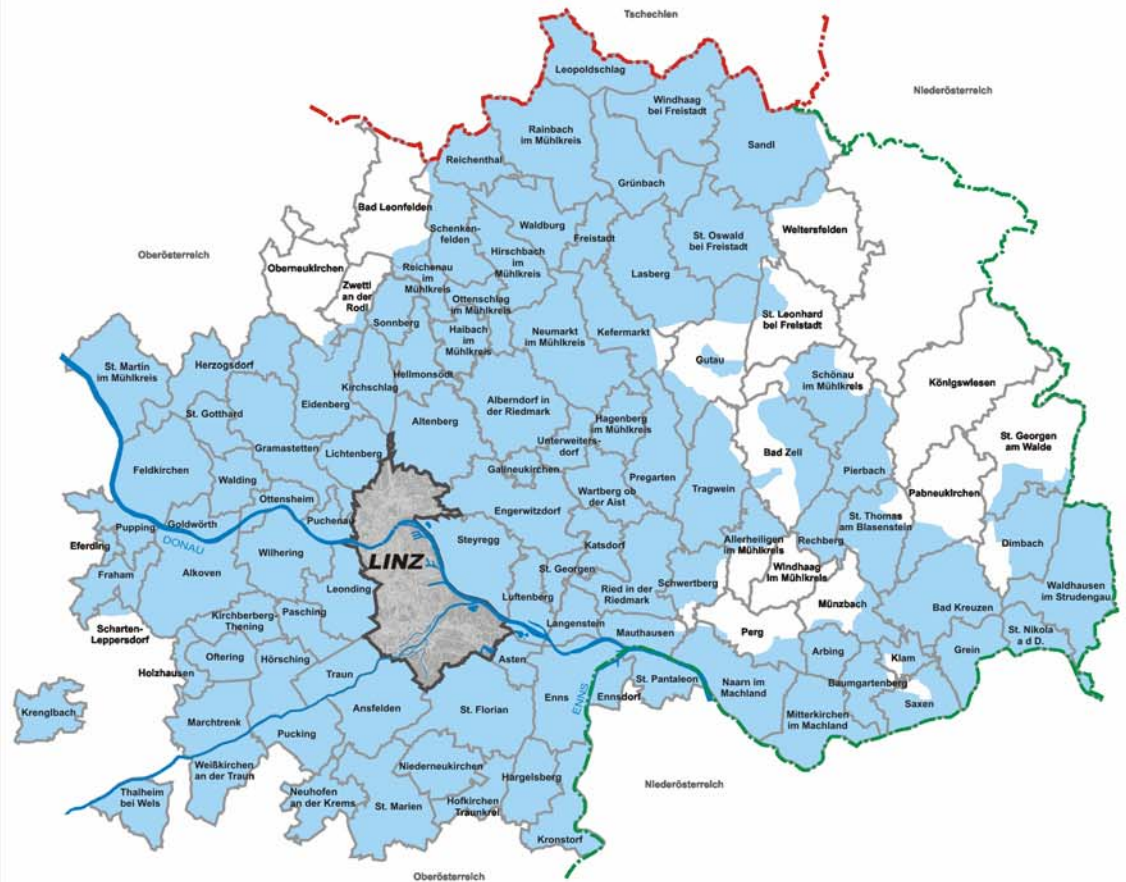 Tschechien
Leopoldschlag
Niederösterreich
Windhaag
bei Freistadt
Rainbach
im Mühlkreis
Sandl
Reichenthal
Grünbach
Bad Leonfelden
Schenken-
felden
Waldburg
Freistadt
St. Oswald
bei Freistadt
Weitersfelden
Oberösterreich
Oberneukirchen
Hirschbach
im
Mühlkreis
Lasberg
Reichenau
im
Mühlkreis
Zwettl
an der
Rodl
Ottenschlag
im Mühlkreis
St. Leonhard
bei Freistadt
Sonnberg
Haibach
im
Mühlkreis
Neumarkt
im Mühlkreis
Kefermarkt
St. Martin
im Mühlkreis
Herzogsdorf
Gutau
Hellmonsödt
Schönau
im Mühlkreis
Königswiesen
Kirchschlag
Eidenberg
Alberndorf in
der Riedmark
St. Gotthard
Altenberg
Hagenberg
im Mühlkreis
St. Georgen
am Walde
Unterweiters-
dorf
Gramastetten
Lichtenberg
Bad Zell
Feldkirchen
Gallneukirchen
Pierbach
Walding
Pregarten
Tragwein
Pabneukirchen
Ottensheim
Wartberg ob
der Aist
Engerwitzdorf
St. Thomas
am Blasenstein
Puchenau
Pupping
Goldwörth
Steyregg
Allerheiligen
im Mühlkreis
Rechberg
Dimbach
Eferding
DONAU
Wilhering
Katsdorf
LINZ
Fraham
Alkoven
St. Georgen
Windhaag
im Mühlkreis
Schwertberg
Leonding
Luftenberg
Ried in der
Riedmark
Waldhausen
im Strudengau
Münzbach
Bad Kreuzen
Kirchberg-
Thening
Pasching
Langenstein
Mauthausen
Perg
St. Nikola
a d D.
Scharten-
Leppersdorf
Grein
Arbing
Oftering
Hörsching
Asten
Klam
Holzhausen
Traun
St. Pantaleon
Naarn im
Machland
Baumgartenberg
Enns
Ennsdorf
ENNS
Saxen
Krenglbach
Ansfelden
St. Florian
Mitterkirchen
im Machland
Marchtrenk
Pucking
Weißkirchen
an der Traun
Niederneukirchen
Hargelsberg
Niederösterreich
Thalheim
bei Wels
Neuhofen
an der Krems
St. Marien
Hofkirchen
Traunkrei
Kronstorf
Oberösterreich